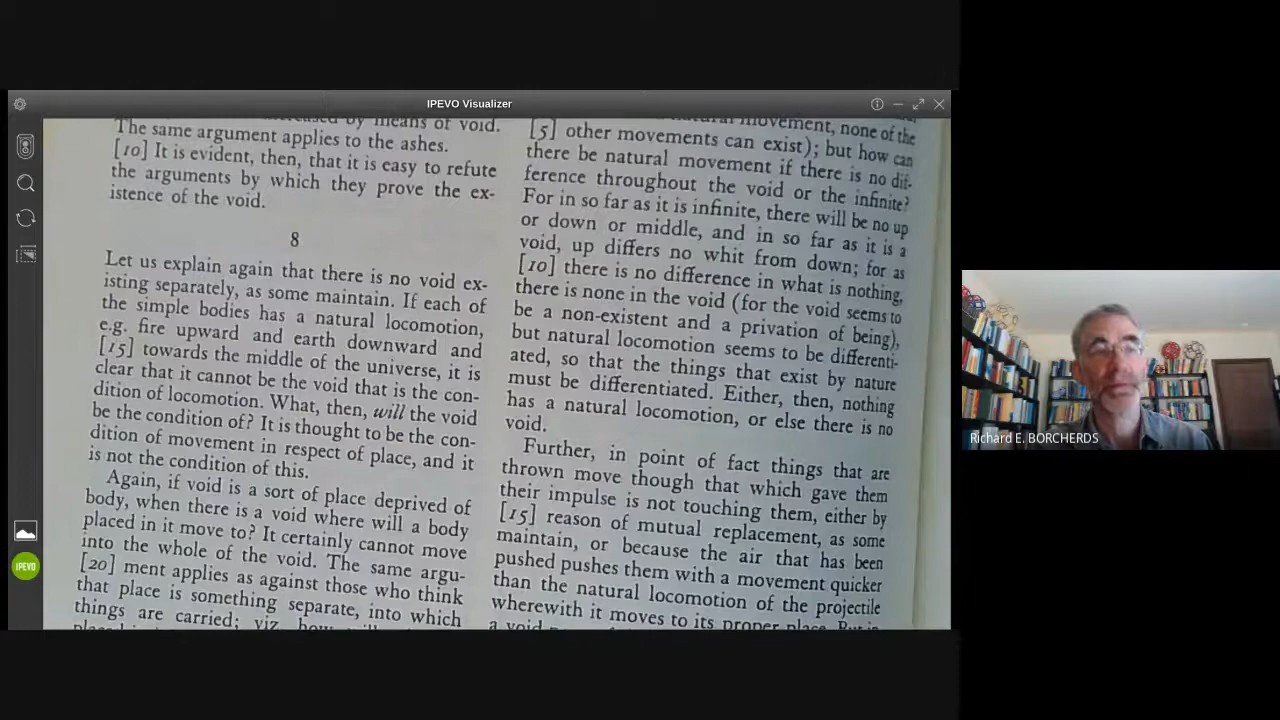 IPEVO Visualizer
increased by means of void.
The same argument applies to the ashes.
[10] It is evident, then, that it is easy to refute
the arguments by which they prove the ex-
istence of the void.
8
Let us explain again that there is no void ex-
isting separately, as some maintain. If each of
the simple bodies has a natural locomotion,
e.g. fire upward and earth downward and
[15] towards the middle of the universe, it is
clear that it cannot be the void that is the con-
dition of locomotion. What, then, will the void
be the condition of? It is thought to be the con-
dition of movement in respect of place, and it
is not the condition of this.
Again, if void is a sort of place deprived of
body, when there is a void where will a body
placed in it move to? It certainly cannot move
into the whole of the void. The same argu-
[20] ment applies as against those who think
that place is something separate, into which
things are carried; viz. how will
natural movement, none of the
[5] other movements can exist); but how can
there be natural movement if there is no dif-
ference throughout the void or the infinite?
For in so far as it is infinite, there will be no up
or down or middle, and in so far as it is a
void, up differs no whit from down; for as
[10] there is no difference in what is nothing,
there is none in the void (for the void seems to
be a non-existent and a privation of being),
but natural locomotion seems to be differenti-
ated, so that the things that exist by nature
must be differentiated. Either, then, nothing
has a natural locomotion, or else there is no
void.
Further, in point of fact things that are
thrown move though that which gave them
their impulse is not touching them, either by
[15] reason of mutual replacement, as some
maintain, or because the air that has been
pushed pushes them with a movement quicker
than the natural locomotion of the projectile
wherewith it moves to its proper place. But in
a void
IPEVO
Richard E. BORCHERDS